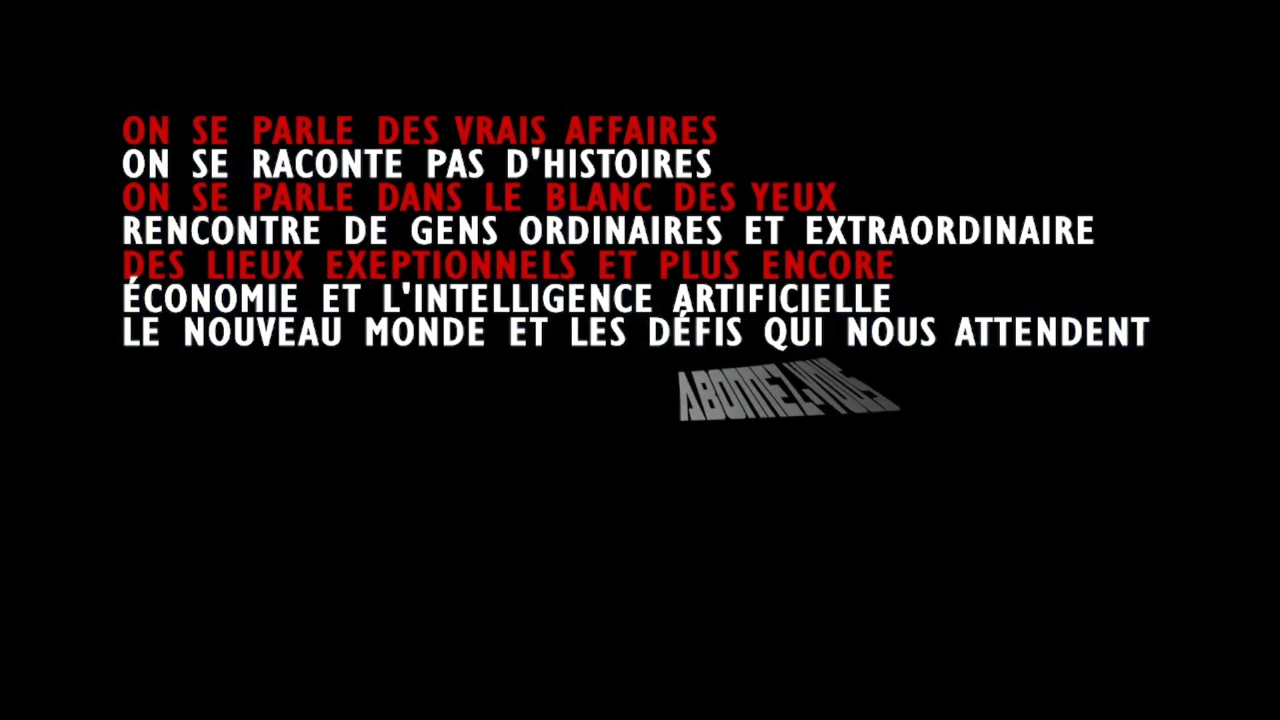 ON SE PARLE DES VRAIS AFFAIRES
ON SE RACONTE PAS D'HISTOIRES
ON SE PARLE DANS LE BLANC DES YEUX
RENCONTRE DE GENS ORDINAIRES ET EXTRAORDINAIRE
DES LIEUX EXEPTIONNELS ET PLUS ENCORE
ÉCONOMIE ET L'INTELLIGENCE ARTIFICIELLE
LE NOUVEAU MONDE ET LES DÉFIS QUI NOUS ATTENDENT
ABONNEZ-VOUS